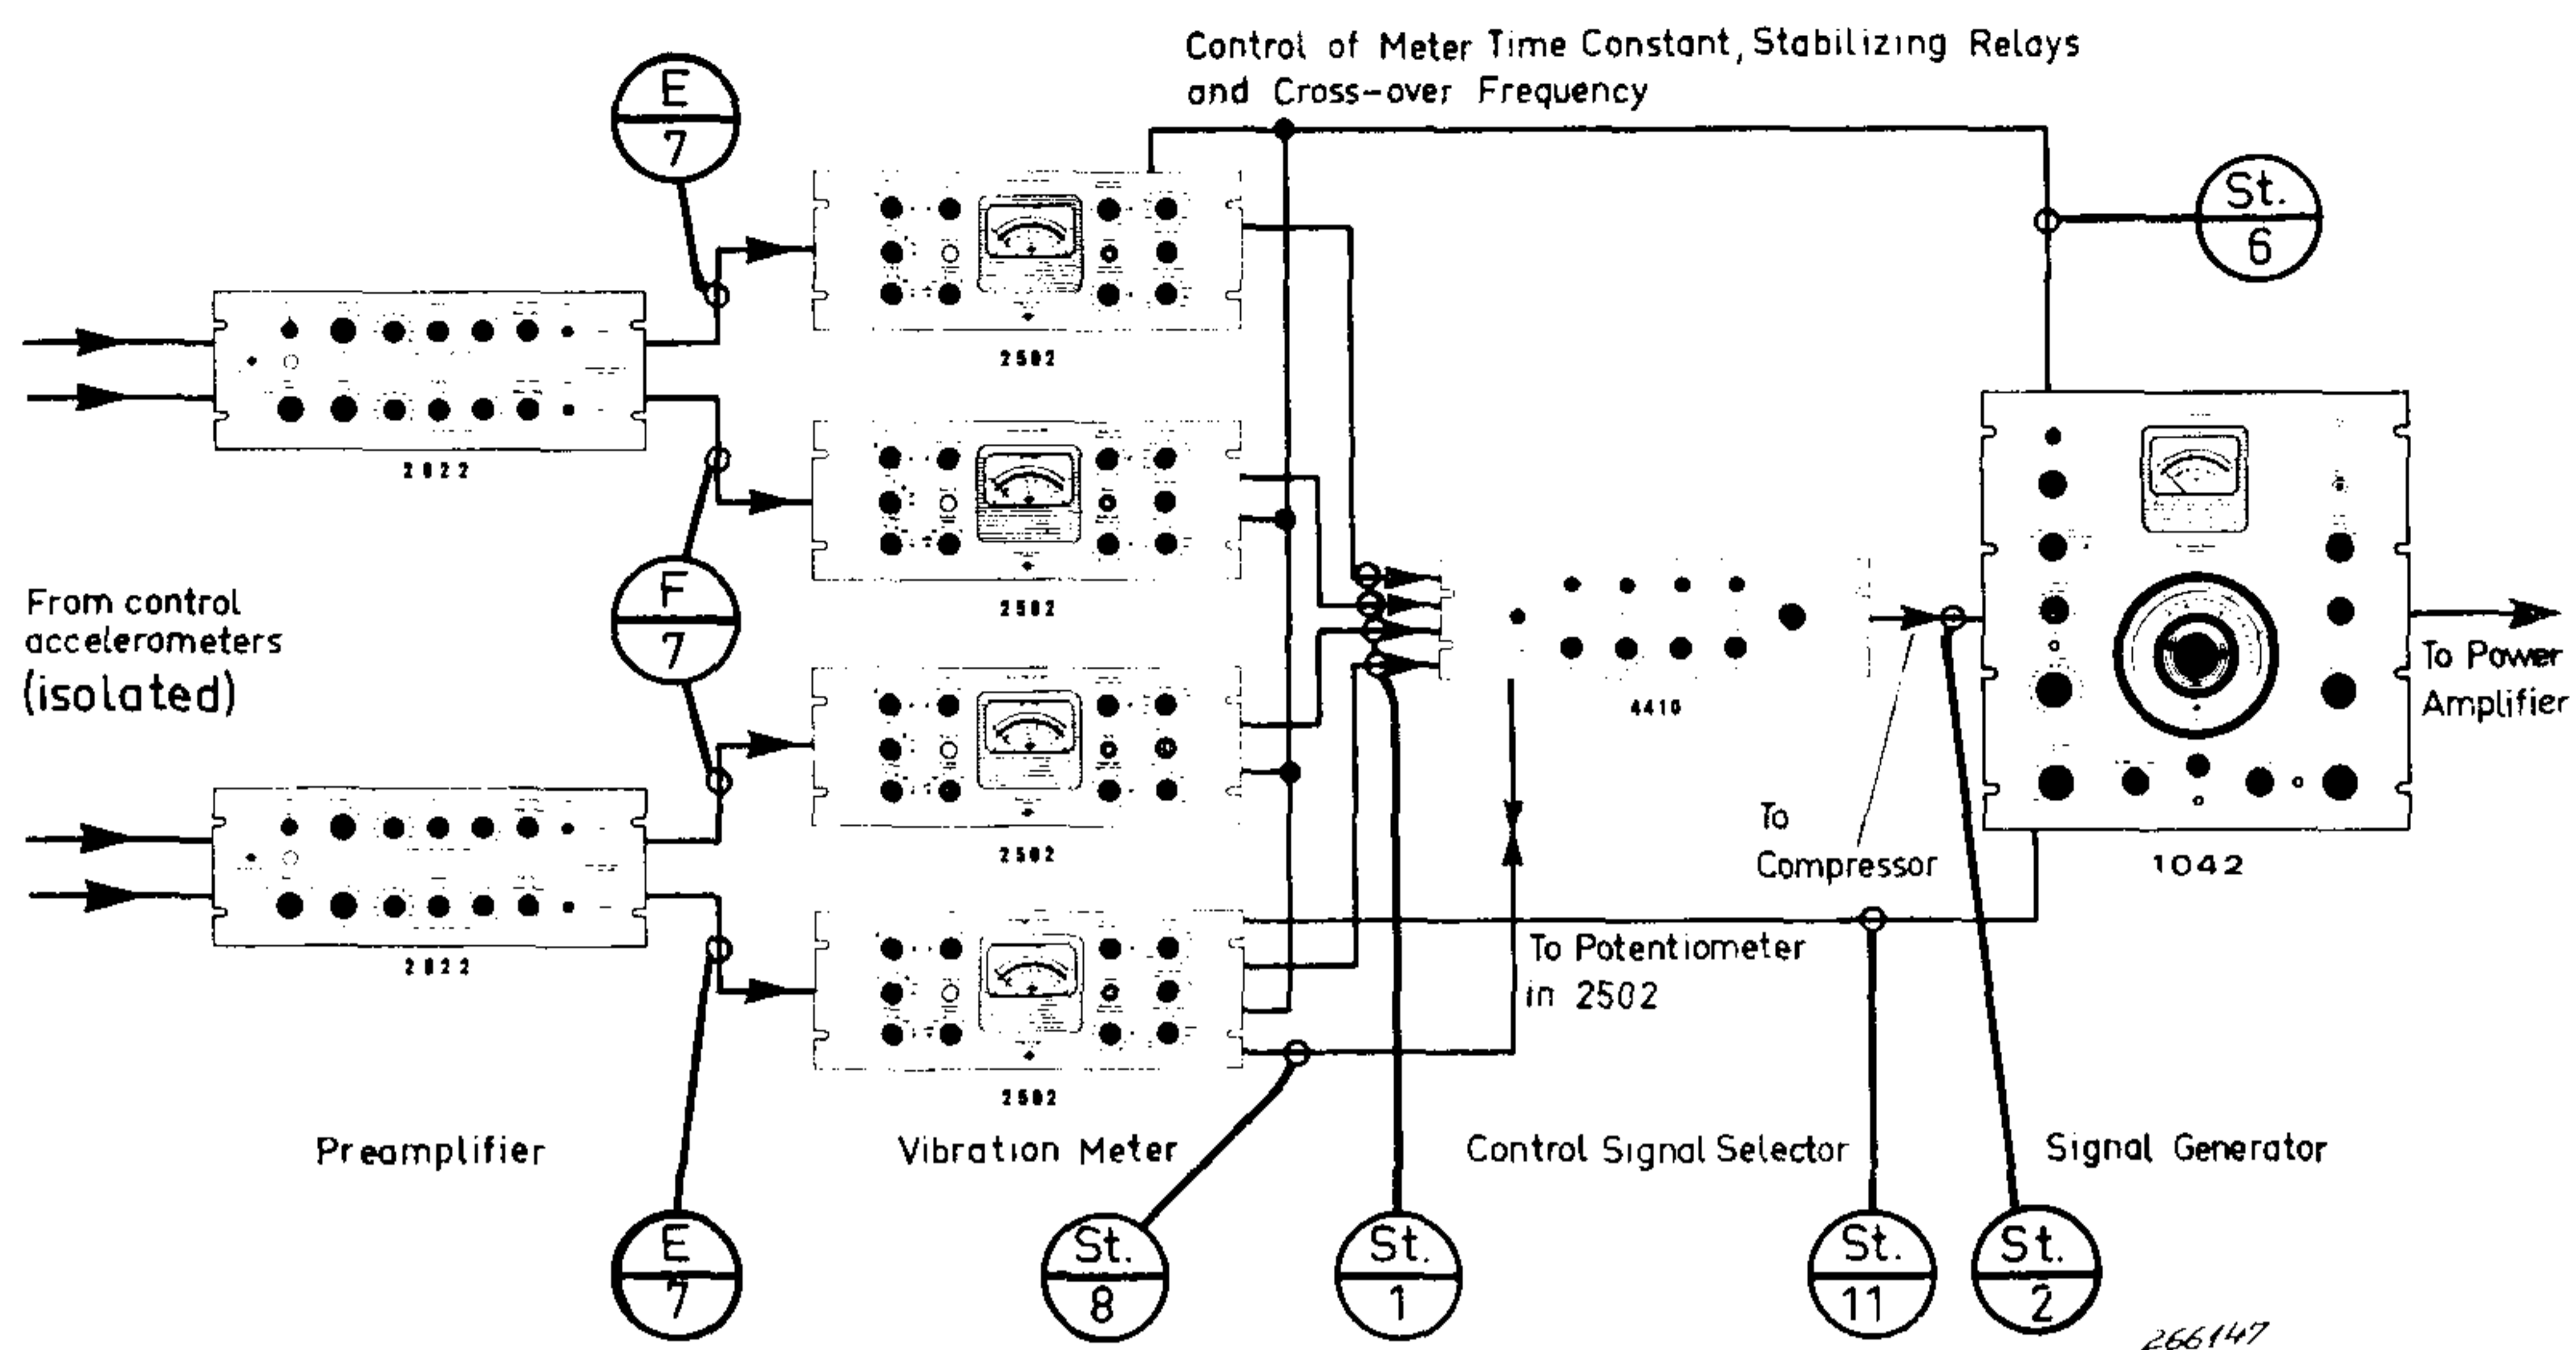 Control of Meter Time Constant, Stabilizing Relays
and Cross-over Frequency
E
7
St.
6
2502
2622
2502
F
7
From control
accelerometers
(isolated)
4410
To Power
Amplifier
2502
To
Compressor
1042
2622
To Potentiometer
in 2502
2502
Preamplifier
Vibration Meter
Control Signal Selector
Signal Generator
E
7
St.
8
St.
1
St.
11
St.
2
266147